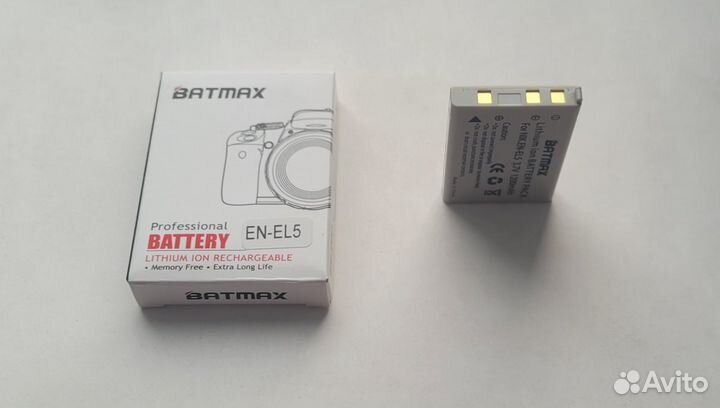 BATMAX
Professional
BATTERY
EN-EL5
LITHIUM ION RECHARGEABLE
• Memory Free • Extra Long Life
BATMAX
BATMAX
Lithium ion BATTERY PACK
For NIK EN-EL5 3.7V 1200mAh
Caution:
CE
Avito